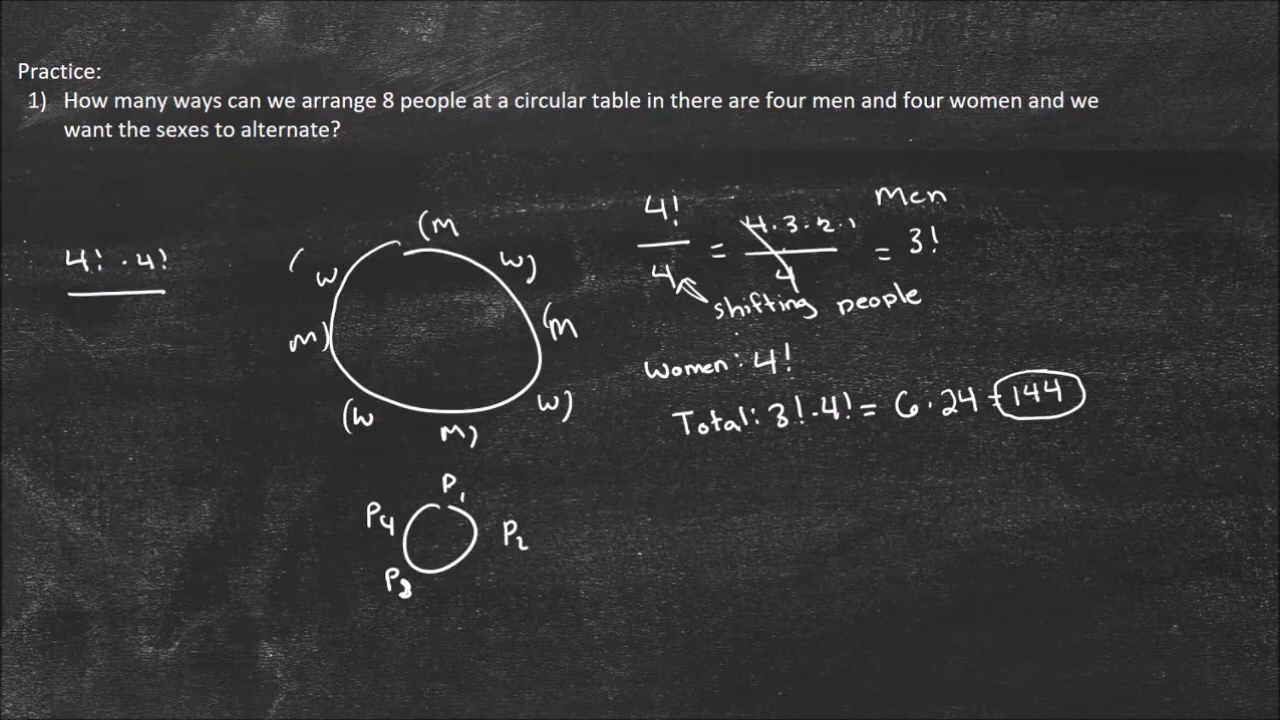 Practice:
1) How many ways can we arrange 8 people at a circular table in there are four men and four women and we
want the sexes to alternate?
4! · 4!
(M
W)
(M
W)
M)
(W
M)
( W
P1
P2
P3
P4
4!/4 = 4·3·2·1/4 = 3!
Men
shifting people
Women: 4!
Total: 3! · 4! = 6 · 24 = 144